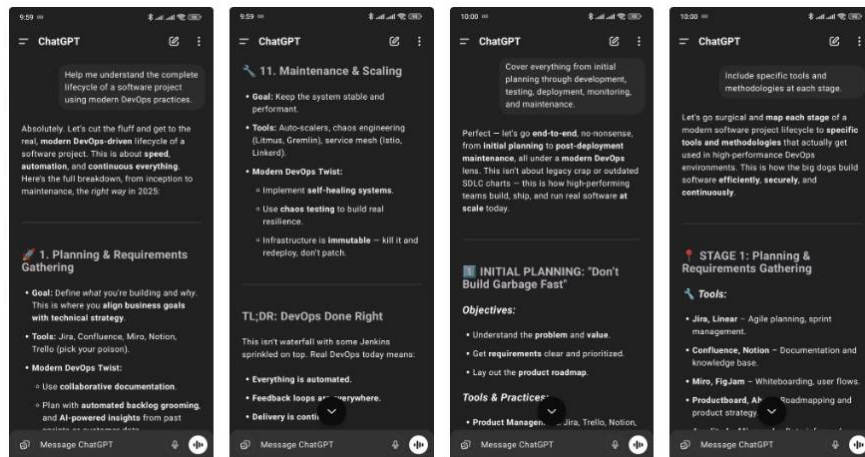 9:59
ChatGPT
Help me understand the complete
lifecycle of a software project
using modern DevOps practices.
Absolutely. Let's cut the fluff and get to the
real, modern DevOps-driven lifecycle of a
software project. This is about speed,
automation, and continuous everything.
Here's the full breakdown, from inception to
maintenance, the right way in 2025:
🚀 1. Planning & Requirements
Gathering
• Goal: Define what you're building and why.
This is where you align business goals
with technical strategy.
• Tools: Jira, Confluence, Miro, Notion,
Trello (pick your poison).
• Modern DevOps Twist:
◦ Use collaborative documentation.
◦ Plan with automated backlog grooming,
and AI-powered insights from past
Message ChatGPT
9:59
ChatGPT
🔧 11. Maintenance & Scaling
• Goal: Keep the system stable and
performant.
• Tools: Auto-scalers, chaos engineering
(Litmus, Gremlin), service mesh (Istio,
Linkerd).
• Modern DevOps Twist:
◦ Implement self-healing systems.
◦ Use chaos testing to build real
resilience.
◦ Infrastructure is immutable — kill it and
redeploy, don't patch.
TL;DR: DevOps Done Right
This isn't waterfall with some Jenkins
sprinkled on top. Real DevOps today means:
• Everything is automated.
• Feedback loops are everywhere.
• Delivery is
Message ChatGPT
10:00
ChatGPT
Cover everything from initial
planning through development,
testing, deployment, monitoring,
and maintenance.
Perfect — let's go end-to-end, no-nonsense,
from initial planning to post-deployment
maintenance, all under a modern DevOps
lens. This isn't about legacy crap or outdated
SDLC charts — this is how high-performing
teams build, ship, and run real software at
scale today.
1️⃣ INITIAL PLANNING: "Don't
Build Garbage Fast"
Objectives:
• Understand the problem and value.
• Get requirements clear and prioritized.
• Lay out the product roadmap.
Tools & Practices:
• Product Jira, Trello, Notion,
Message ChatGPT
10:00
ChatGPT
Include specific tools and
methodologies at each stage.
Let's go surgical and map each stage of a
modern software project lifecycle to specific
tools and methodologies that actually get
used in high-performance DevOps
environments. This is how the big dogs build
software efficiently, securely, and
continuously.
📍 STAGE 1: Planning &
Requirements Gathering
🔧 Tools:
• Jira, Linear – Agile planning, sprint
management.
• Confluence, Notion – Documentation and
knowledge base.
• Miro, FigJam – Whiteboarding, user flows.
• Productboard, Roadmapping and
product strategy.
Message ChatGPT